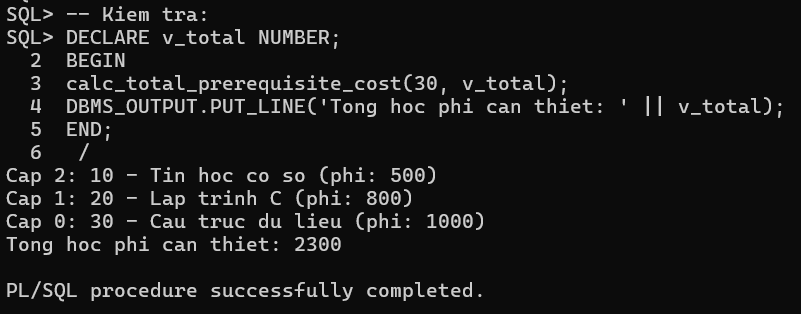 SQL> -- Kiem tra:
SQL> DECLARE v_total NUMBER;
  2  BEGIN
  3  calc_total_prerequisite_cost(30, v_total);
  4  DBMS_OUTPUT.PUT_LINE('Tong hoc phi can thiet: ' || v_total);
  5  END;
  6   /
Cap 2: 10 - Tin hoc co so (phi: 500)
Cap 1: 20 - Lap trinh C (phi: 800)
Cap 0: 30 - Cau truc du lieu (phi: 1000)
Tong hoc phi can thiet: 2300

PL/SQL procedure successfully completed.